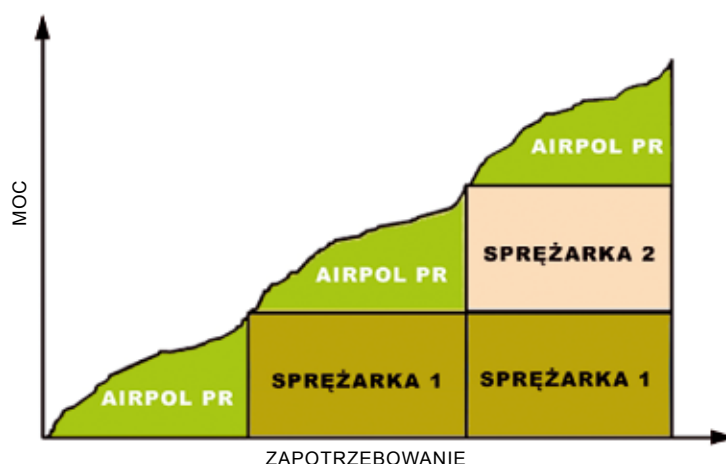 MOC
AIRPOL PR
SPRĘŻARKA 2
AIRPOL PR
AIRPOL PR
SPRĘŻARKA 1
SPRĘŻARKA 1
ZAPOTRZEBOWANIE